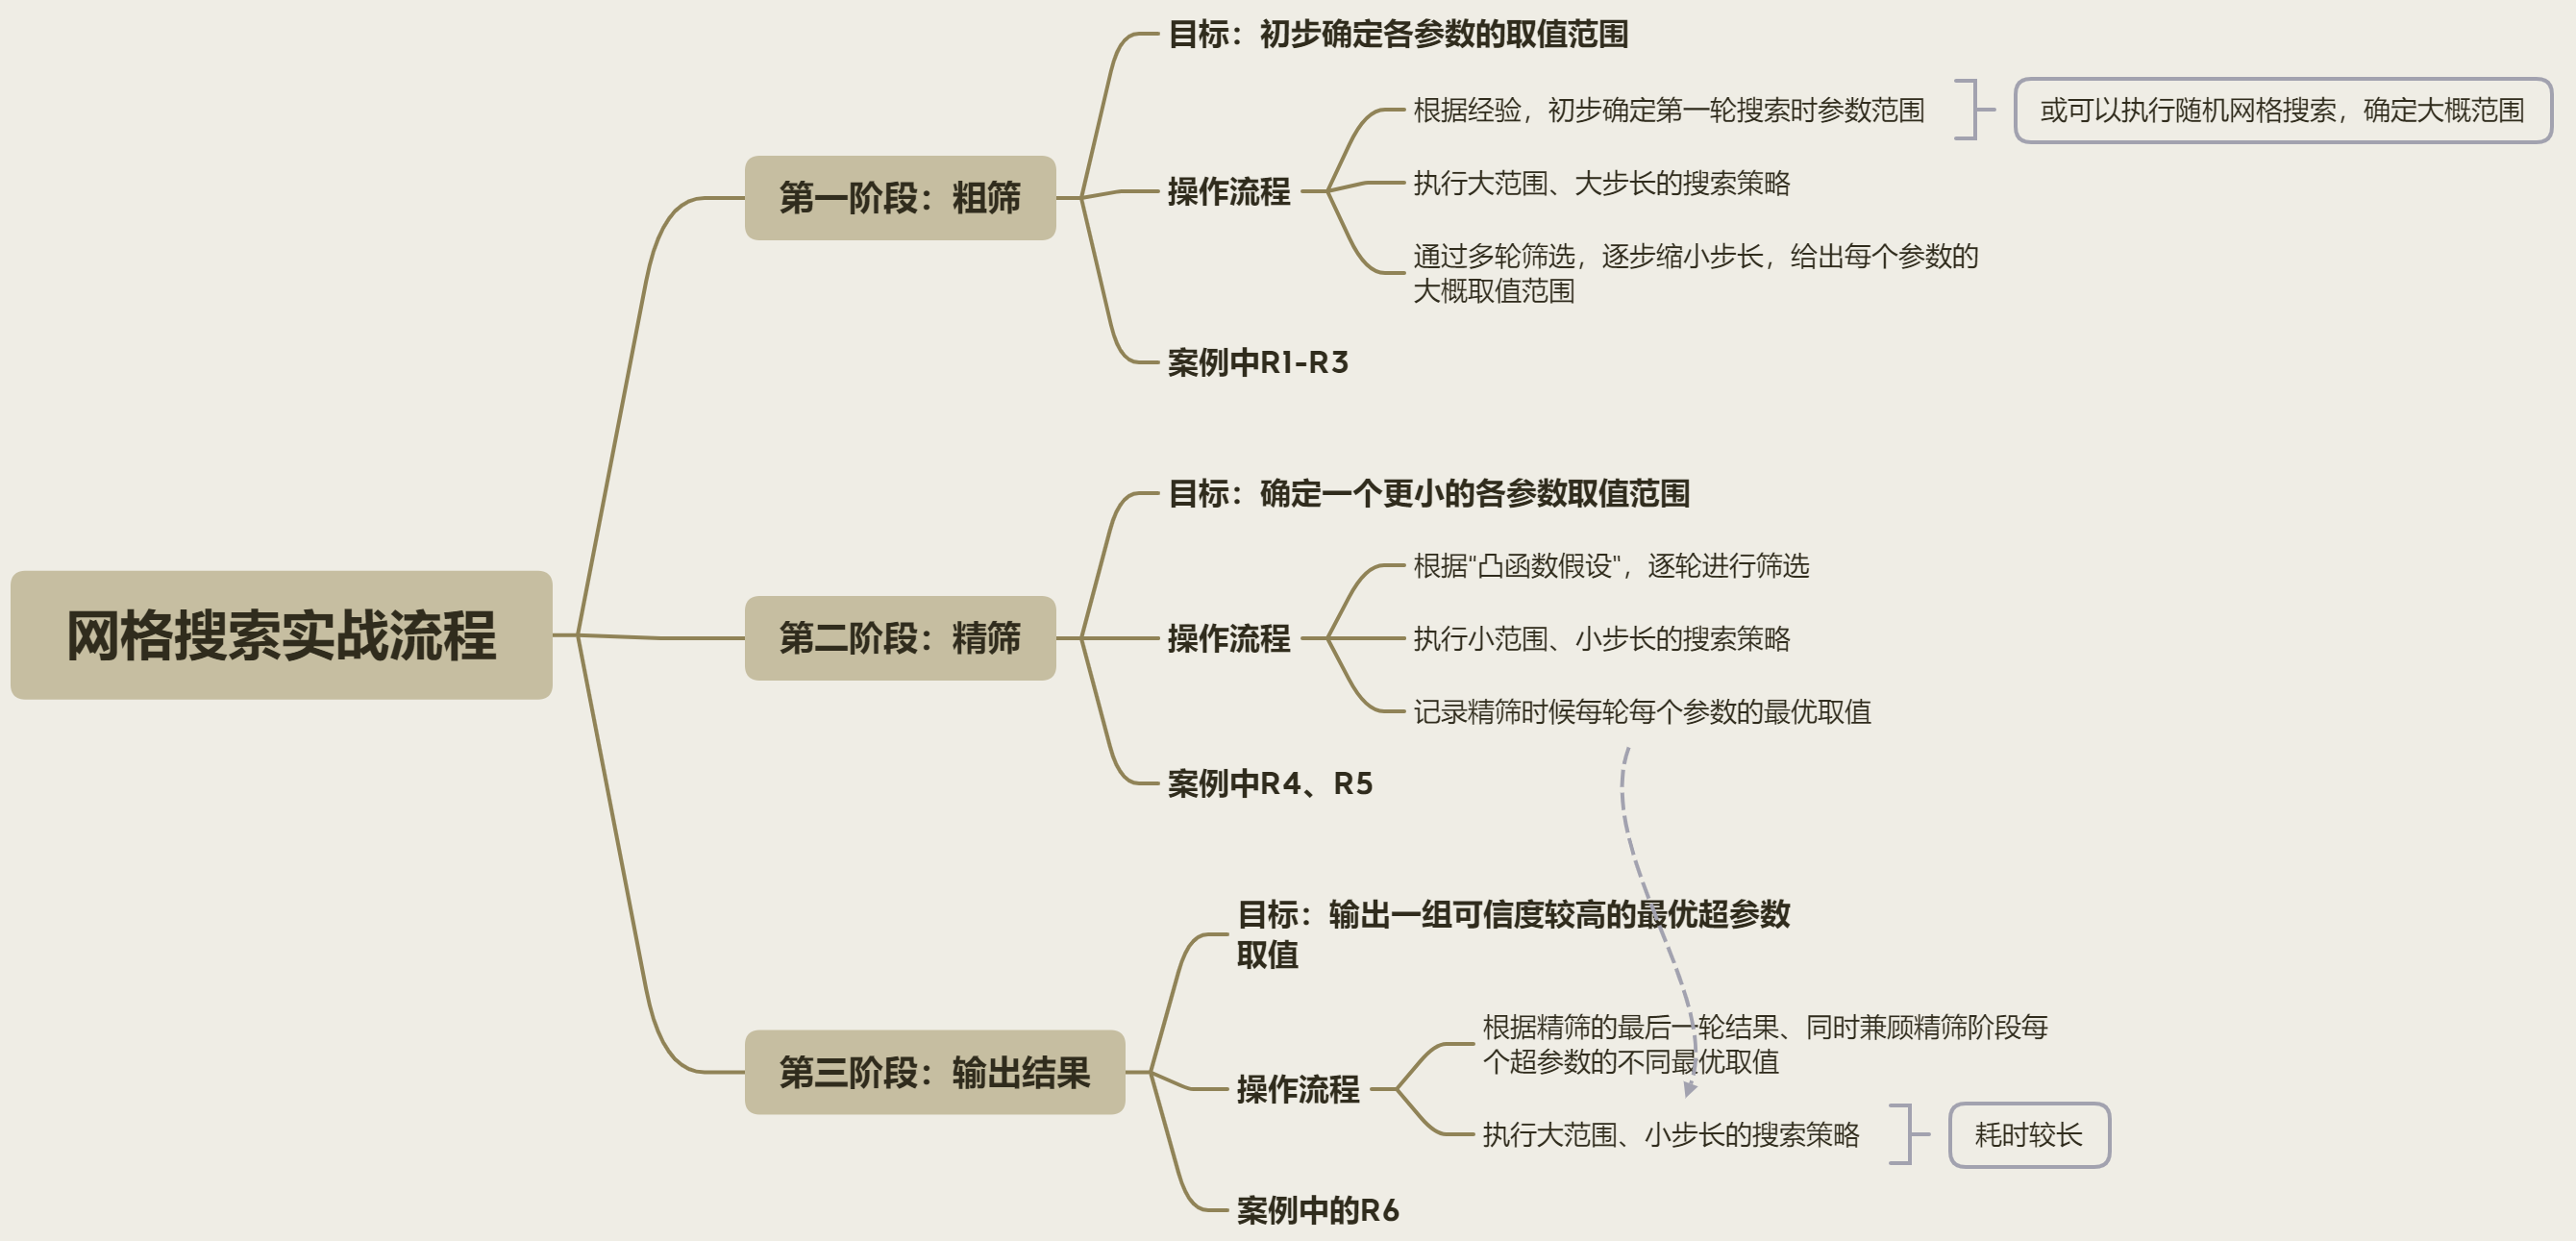 目标：初步确定各参数的取值范围
根据经验，初步确定第一轮搜索时参数范围
或可以执行随机网格搜索，确定大概范围
第一阶段：粗筛
操作流程
执行大范围、大步长的搜索策略
通过多轮筛选，逐步缩小步长，给出每个参数的
大概取值范围
案例中R1-R3
目标：确定一个更小的各参数取值范围
根据"凸函数假设"，逐轮进行筛选
网格搜索实战流程
第二阶段：精筛
操作流程
执行小范围、小步长的搜索策略
记录精筛时候每轮每个参数的最优取值
案例中R4、R5
目标：输出一组可信度较高的最优超参数
取值
根据精筛的最后一轮结果、同时兼顾精筛阶段每
个超参数的不同最优取值
第三阶段：输出结果
操作流程
执行大范围、小步长的搜索策略
耗时较长
案例中的R6